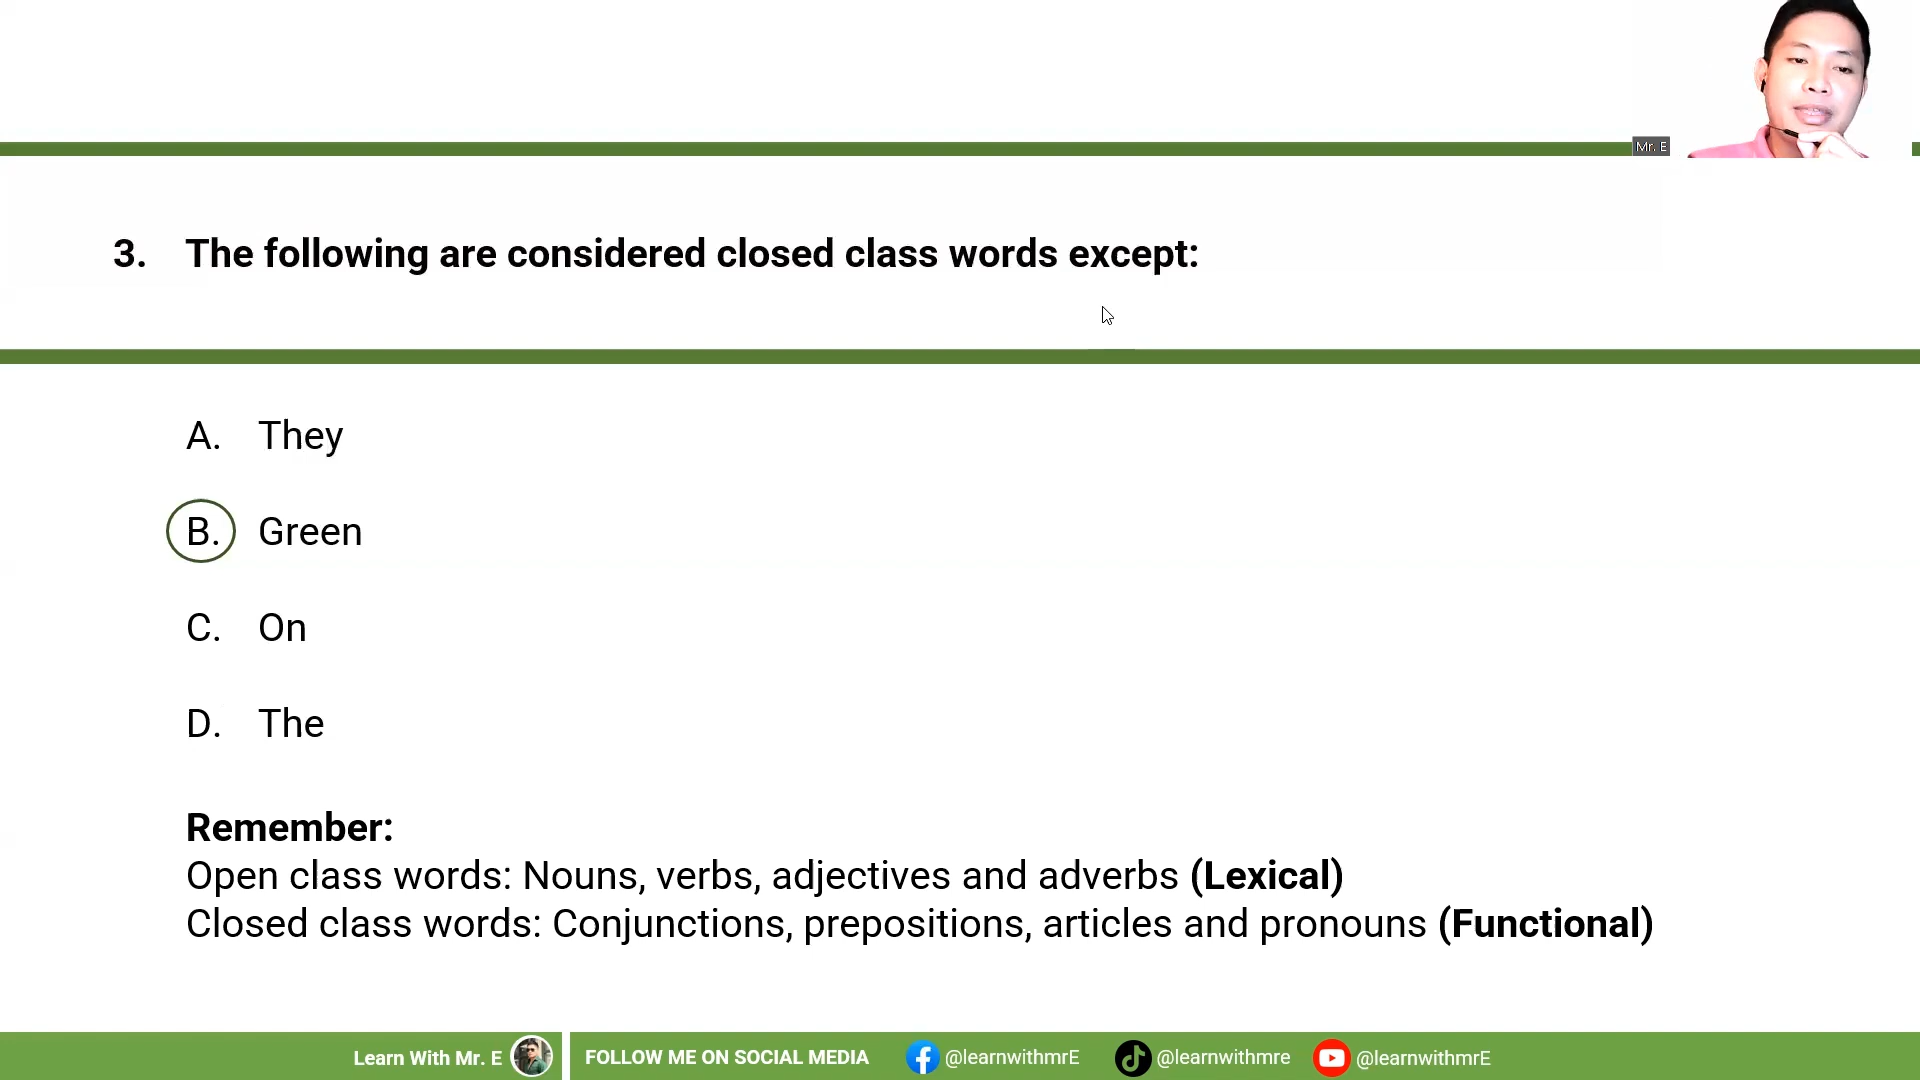 Mr. E
3. The following are considered closed class words except:
A. They
B. Green
C. On
D. The
Remember:
Open class words: Nouns, verbs, adjectives and adverbs (Lexical)
Closed class words: Conjunctions, prepositions, articles and pronouns (Functional)
Learn With Mr. E FOLLOW ME ON SOCIAL MEDIA @learnwithmrE @learnwithmre @learnwithmrE